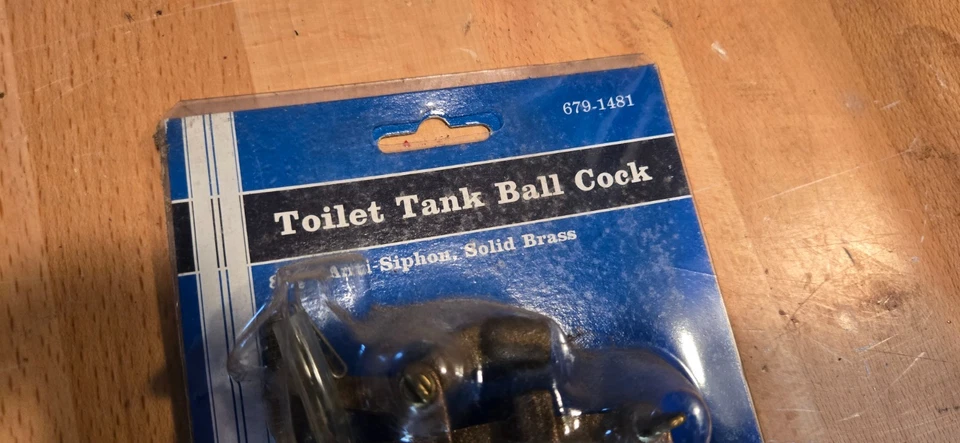 679-1481
Toilet Tank Ball Cock
Anti-Siphon, Solid Brass